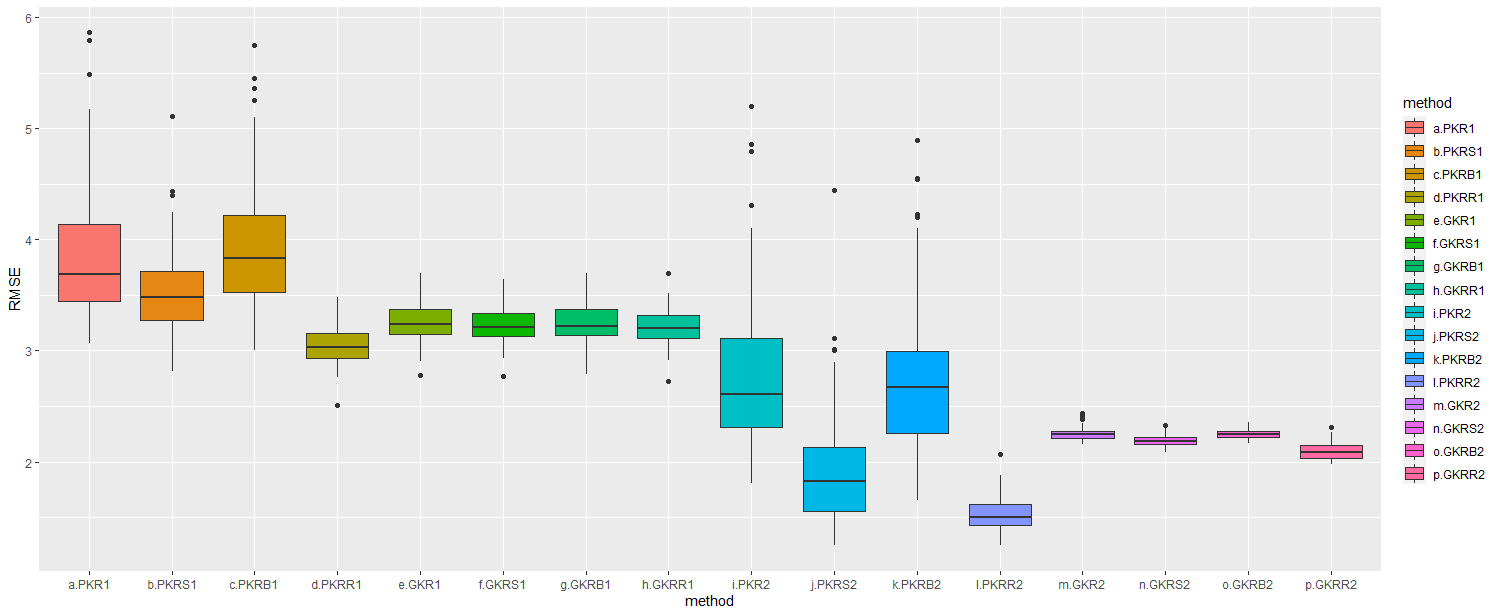 6
5
4
3
2
RMSE
a.PKR1 b.PKRS1 c.PKRB1 d.PKRR1 e.GKR1 f.GKRS1 g.GKRB1 h.GKRR1 i.PKR2 j.PKRS2 k.PKRB2 l.PKRR2 m.GKR2 n.GKRS2 o.GKRB2 p.GKRR2
method
method
a.PKR1
b.PKRS1
c.PKRB1
d.PKRR1
e.GKR1
f.GKRS1
g.GKRB1
h.GKRR1
i.PKR2
j.PKRS2
k.PKRB2
l.PKRR2
m.GKR2
n.GKRS2
o.GKRB2
p.GKRR2